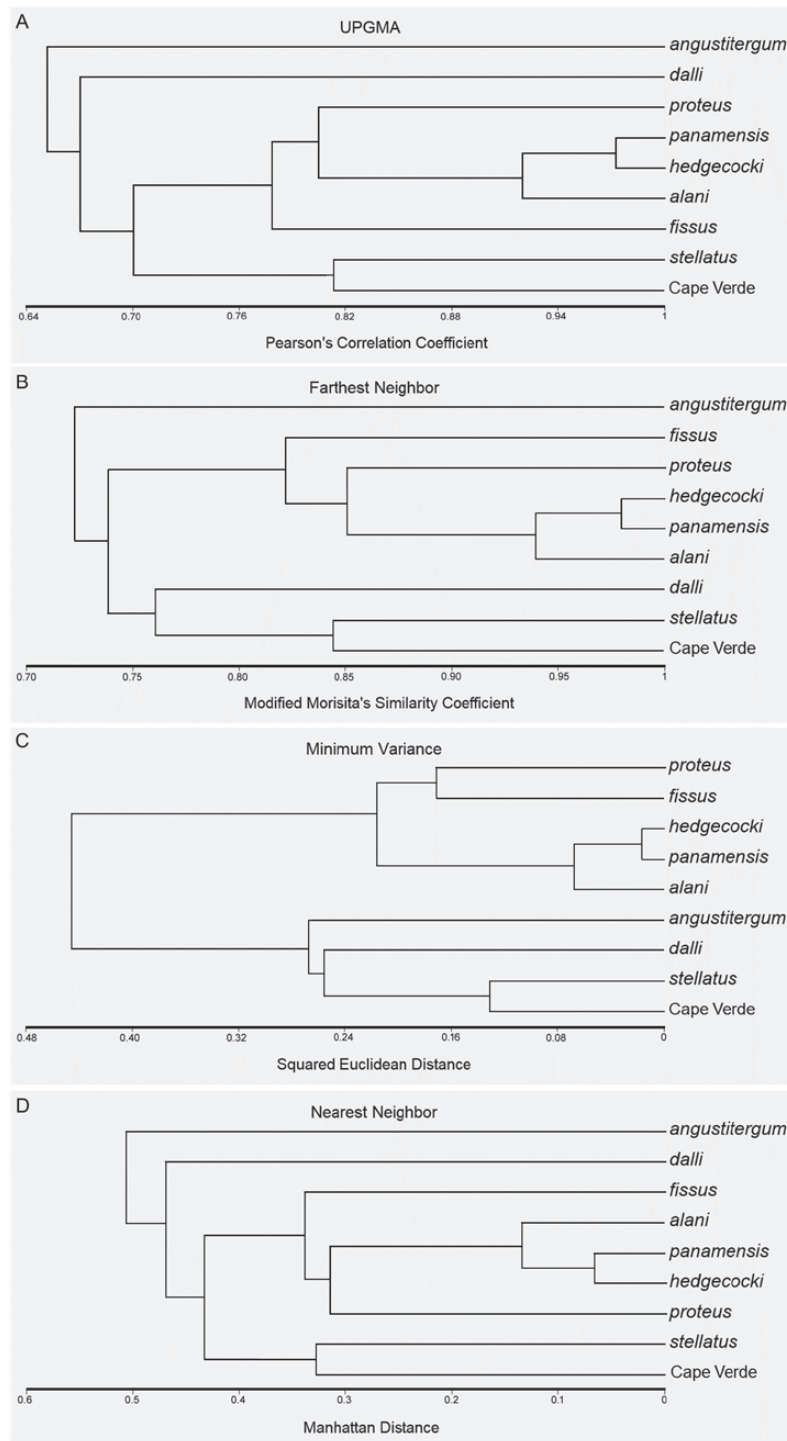 A
UPGMA
angustitergum
dalli
proteus
panamensis
hedgecocki
alani
fissus
stellatus
Cape Verde
0.64 0.70 0.76 0.82 0.88 0.94 1
Pearson's Correlation Coefficient
B
Farthest Neighbor
angustitergum
fissus
proteus
hedgecocki
panamensis
alani
dalli
stellatus
Cape Verde
0.70 0.75 0.80 0.85 0.90 0.95 1
Modified Morisita's Similarity Coefficient
C
Minimum Variance
proteus
fissus
hedgecocki
panamensis
alani
angustitergum
dalli
stellatus
Cape Verde
0.48 0.40 0.32 0.24 0.16 0.08 0
Squared Euclidean Distance
D
Nearest Neighbor
angustitergum
dalli
fissus
alani
panamensis
hedgecocki
proteus
stellatus
Cape Verde
0.6 0.5 0.4 0.3 0.2 0.1 0
Manhattan Distance